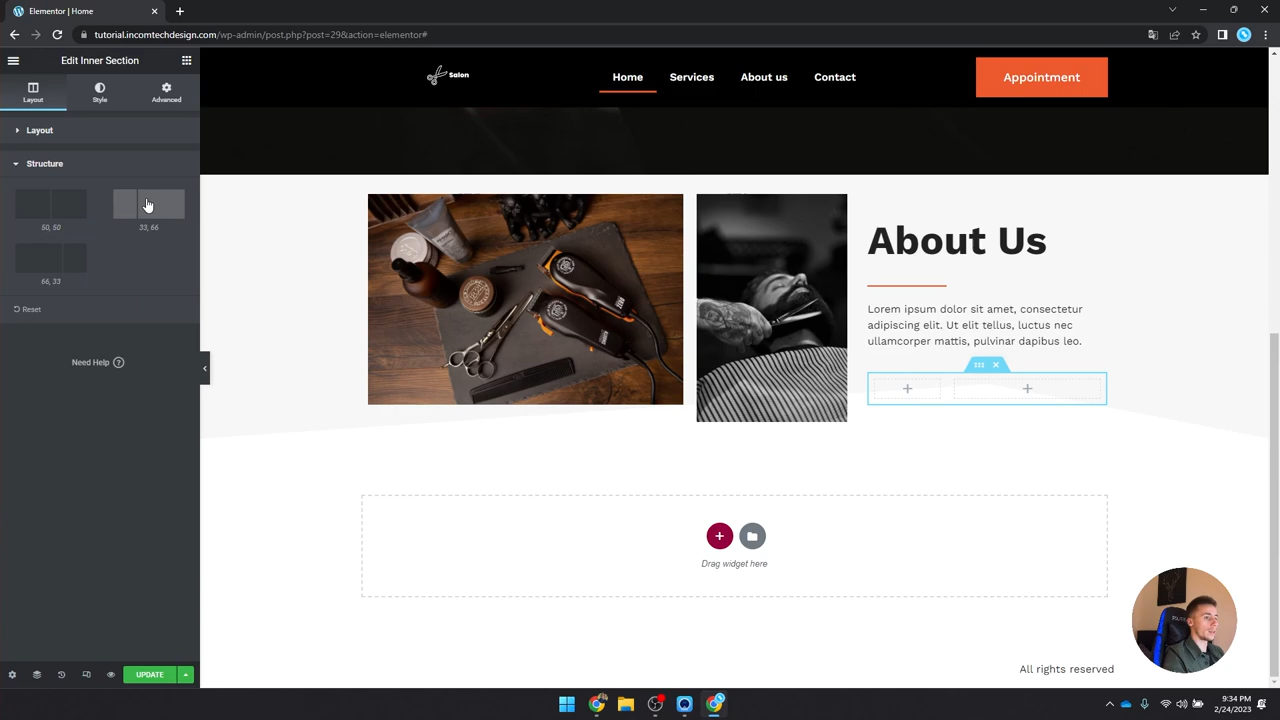 Elementor
tutorial.incomtechdesign.com/wp-admin/post.php?post=29&action=elementor#
Edit Inner Section
Layout
Style
Advanced
Layout
Structure
50, 50
33, 66
66, 33
Reset
Need Help
UPDATE
Salon
Home
Services
About us
Contact
Appointment
About Us
Lorem ipsum dolor sit amet, consectetur
adipiscing elit. Ut elit tellus, luctus nec
ullamcorper mattis, pulvinar dapibus leo.
Drag widget here
All rights reserved
9:34 PM
2/24/2023